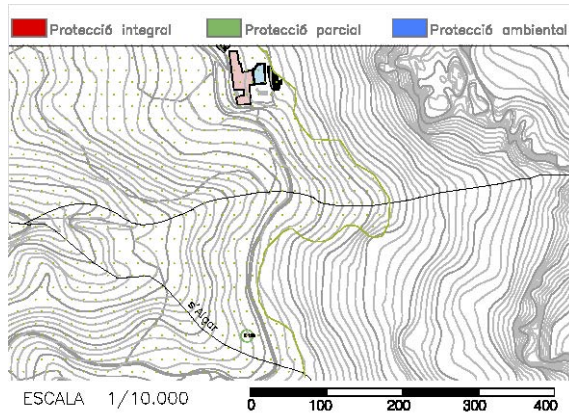 Protecció integral Protecció parcial Protecció ambiental
s'Algar
ESCALA 1/10.000
0 100 200 300 400